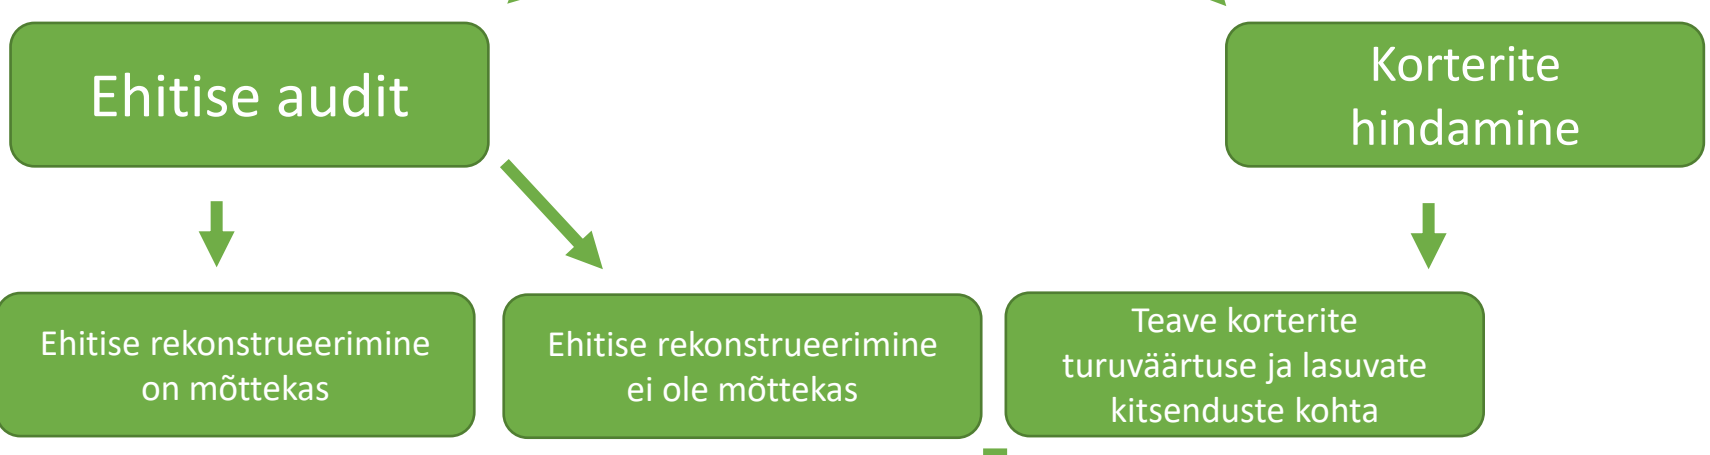 Ehitise audit
Korterite
hindamine
Ehitise rekonstrueerimine
on mõttekas
Ehitise rekonstrueerimine
ei ole mõttekas
Teave korterite
turuväärtuse ja lasuvate
kitsenduste kohta